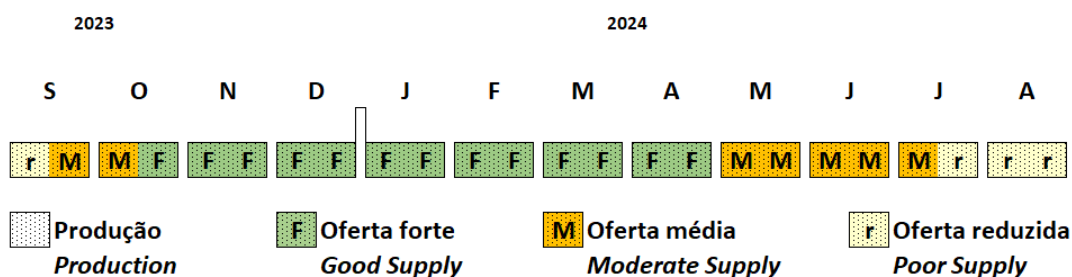 2023 2024
S O N D J F M A M J J A
r M M F F F F F F F F F F F F F M M M M M r r r
Produção F Oferta forte M Oferta média r Oferta reduzida
Production Good Supply Moderate Supply Poor Supply